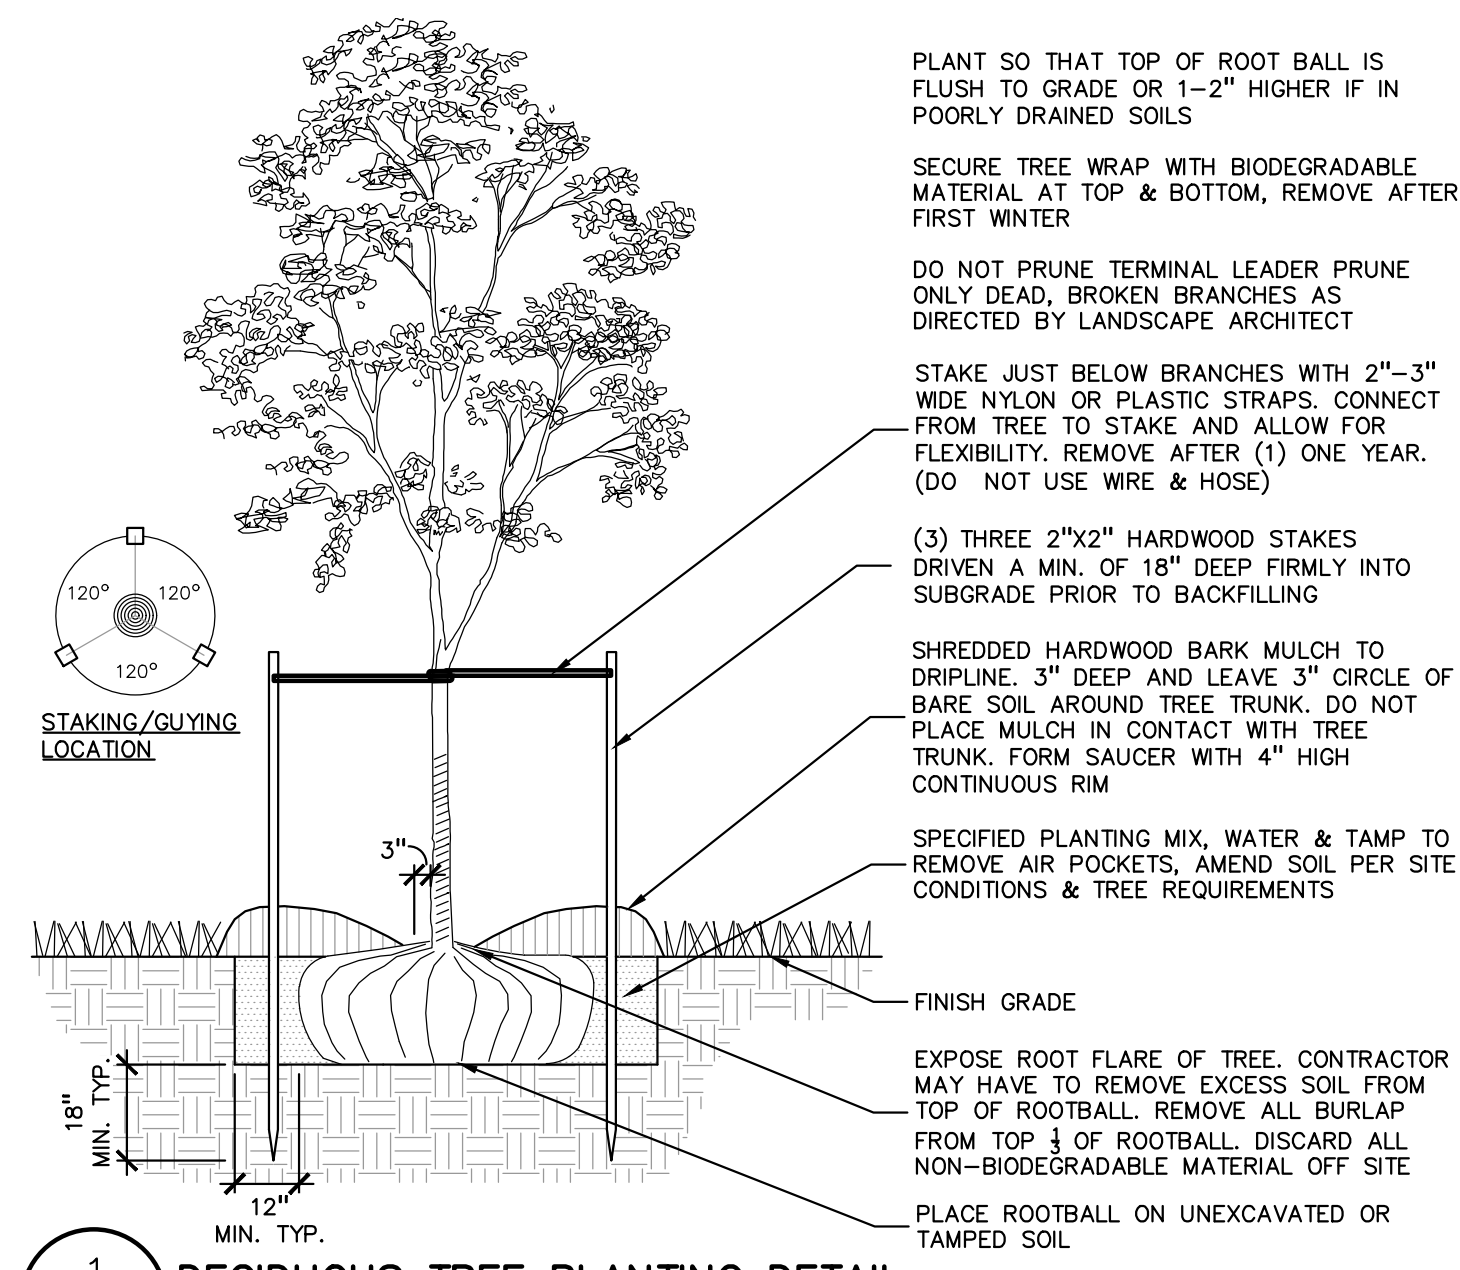 PLANT SO THAT TOP OF ROOT BALL IS
FLUSH TO GRADE OR 1-2" HIGHER IF IN
POORLY DRAINED SOILS
SECURE TREE WRAP WITH BIODEGRADABLE
MATERIAL AT TOP & BOTTOM, REMOVE AFTER
FIRST WINTER
DO NOT PRUNE TERMINAL LEADER PRUNE
ONLY DEAD, BROKEN BRANCHES AS
DIRECTED BY LANDSCAPE ARCHITECT
STAKE JUST BELOW BRANCHES WITH 2"-3"
WIDE NYLON OR PLASTIC STRAPS. CONNECT
FROM TREE TO STAKE AND ALLOW FOR
FLEXIBILITY. REMOVE AFTER (1) ONE YEAR.
(DO NOT USE WIRE & HOSE)
(3) THREE 2"X2" HARDWOOD STAKES
DRIVEN A MIN. OF 18" DEEP FIRMLY INTO
SUBGRADE PRIOR TO BACKFILLING
SHREDDED HARDWOOD BARK MULCH TO
DRIPLINE. 3" DEEP AND LEAVE 3" CIRCLE OF
BARE SOIL AROUND TREE TRUNK. DO NOT
PLACE MULCH IN CONTACT WITH TREE
TRUNK. FORM SAUCER WITH 4" HIGH
CONTINUOUS RIM
SPECIFIED PLANTING MIX, WATER & TAMP TO
REMOVE AIR POCKETS, AMEND SOIL PER SITE
CONDITIONS & TREE REQUIREMENTS
FINISH GRADE
EXPOSE ROOT FLARE OF TREE. CONTRACTOR
MAY HAVE TO REMOVE EXCESS SOIL FROM
TOP OF ROOTBALL. REMOVE ALL BURLAP
FROM TOP 1/3 OF ROOTBALL. DISCARD ALL
NON-BIODEGRADABLE MATERIAL OFF SITE
PLACE ROOTBALL ON UNEXCAVATED OR
TAMPED SOIL
120° 120°
120°
STAKING/GUYING
LOCATION
3"
18"
MIN. TYP.
12"
MIN. TYP.
1
DECIDUOUS TREE PLANTING DETAIL